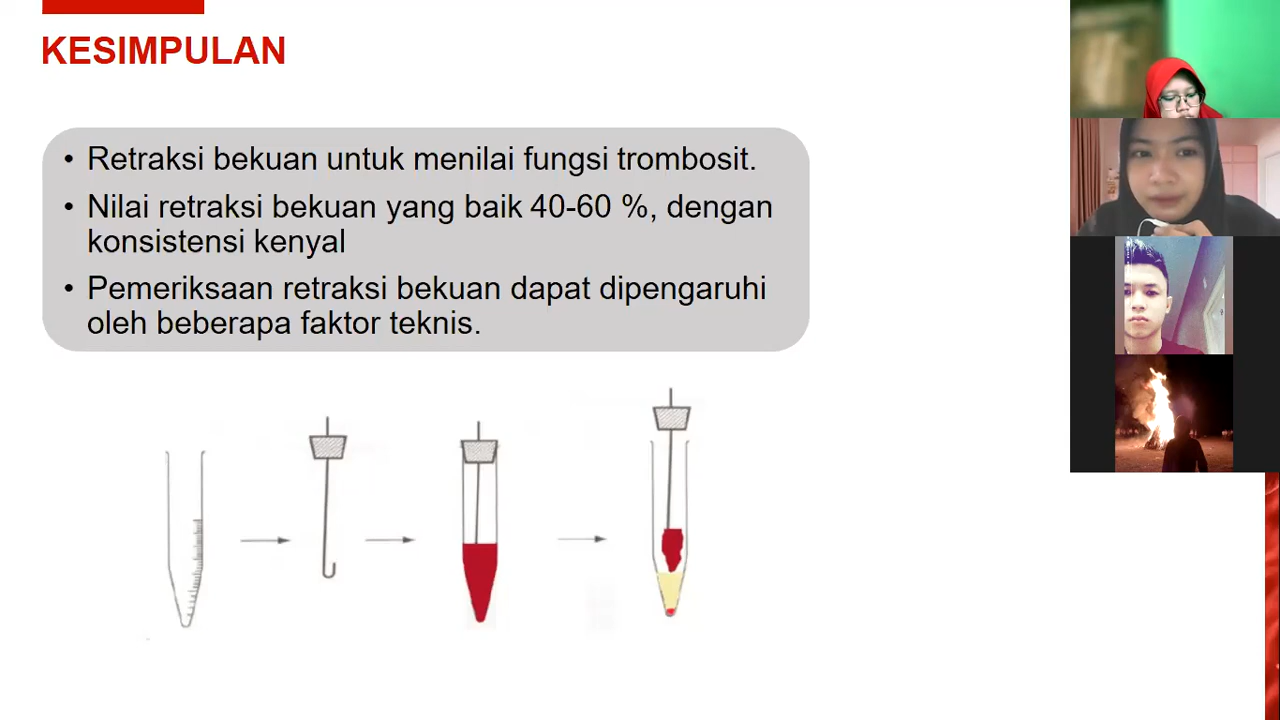 KESIMPULAN
• Retraksi bekuan untuk menilai fungsi trombosit.
• Nilai retraksi bekuan yang baik 40-60 %, dengan
konsistensi kenyal
• Pemeriksaan retraksi bekuan dapat dipengaruhi
oleh beberapa faktor teknis.